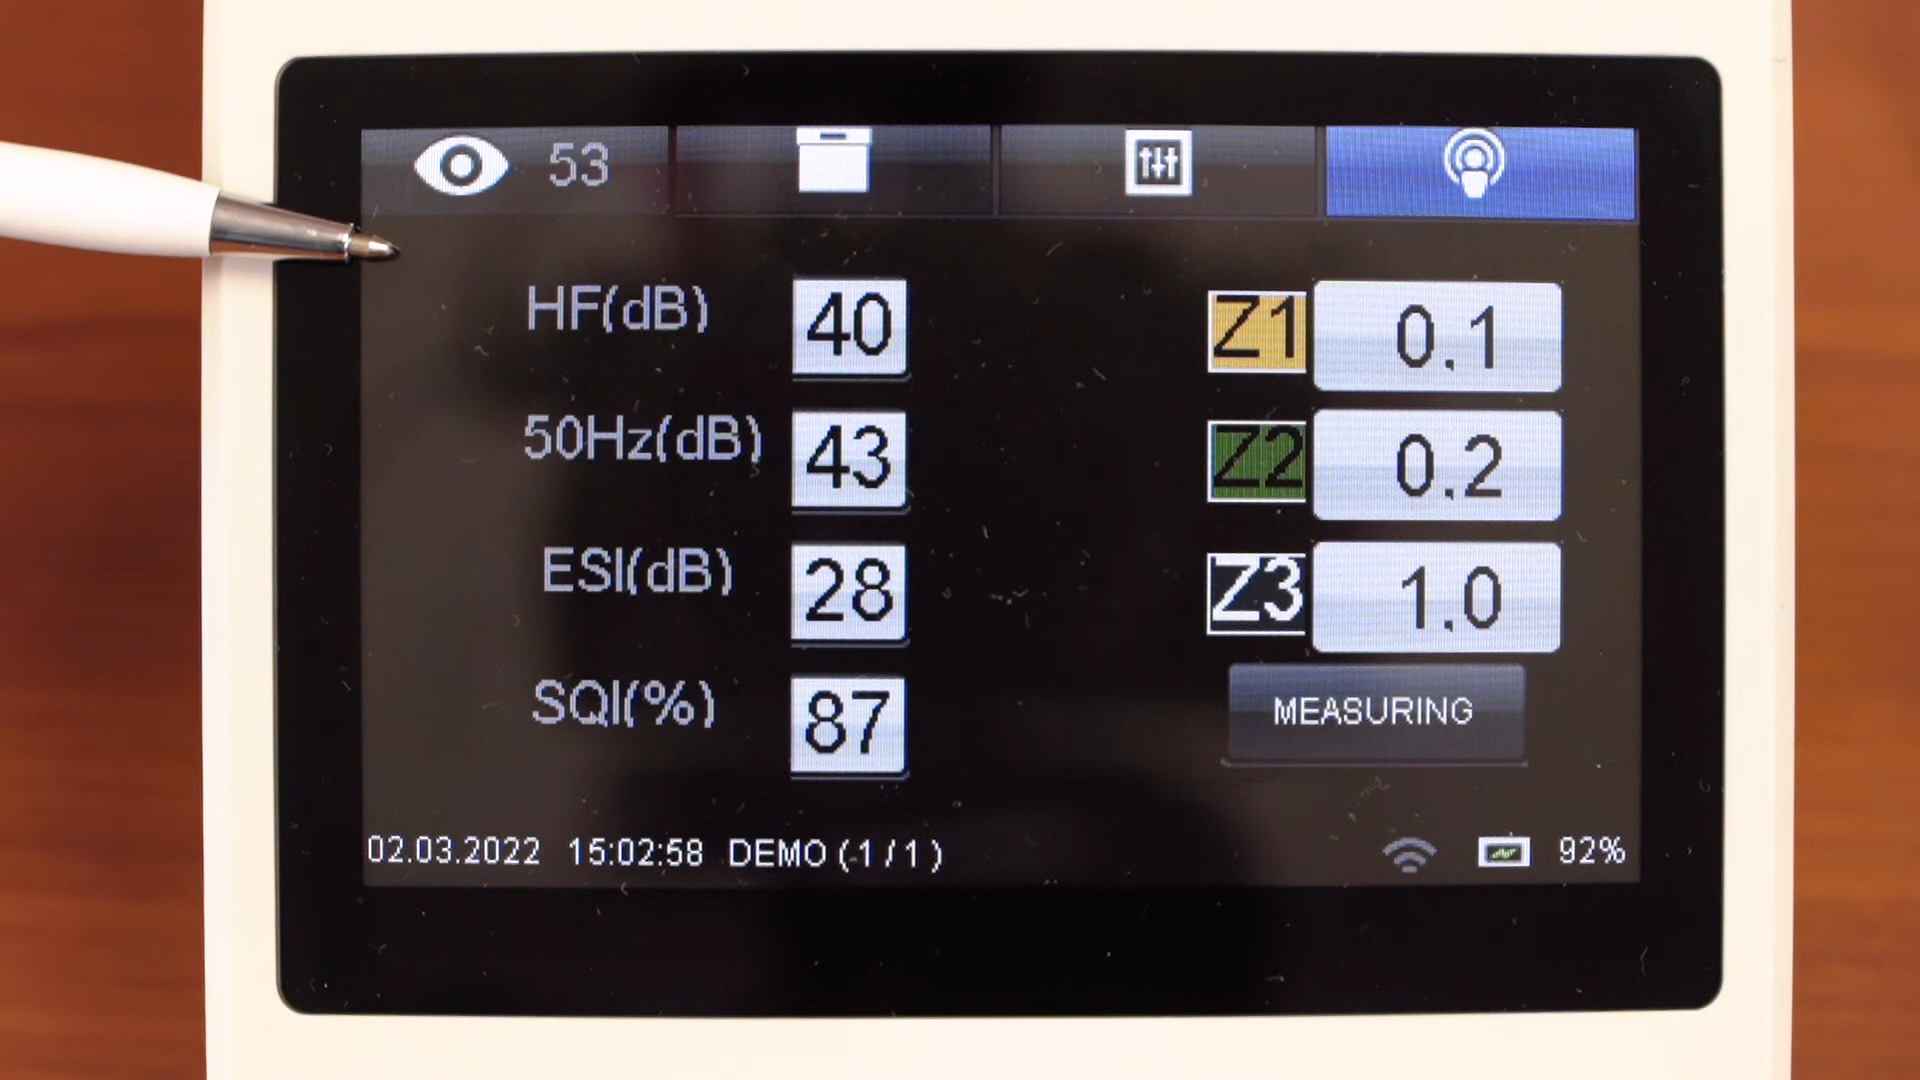 53
HF(dB) 40 Z1 0.1
50Hz(dB) 43 Z2 0.2
ESI(dB) 28 Z3 1.0
SQI(%) 87 MEASURING
02.03.2022 15:02:58 DEMO (-1 / 1 ) 92%